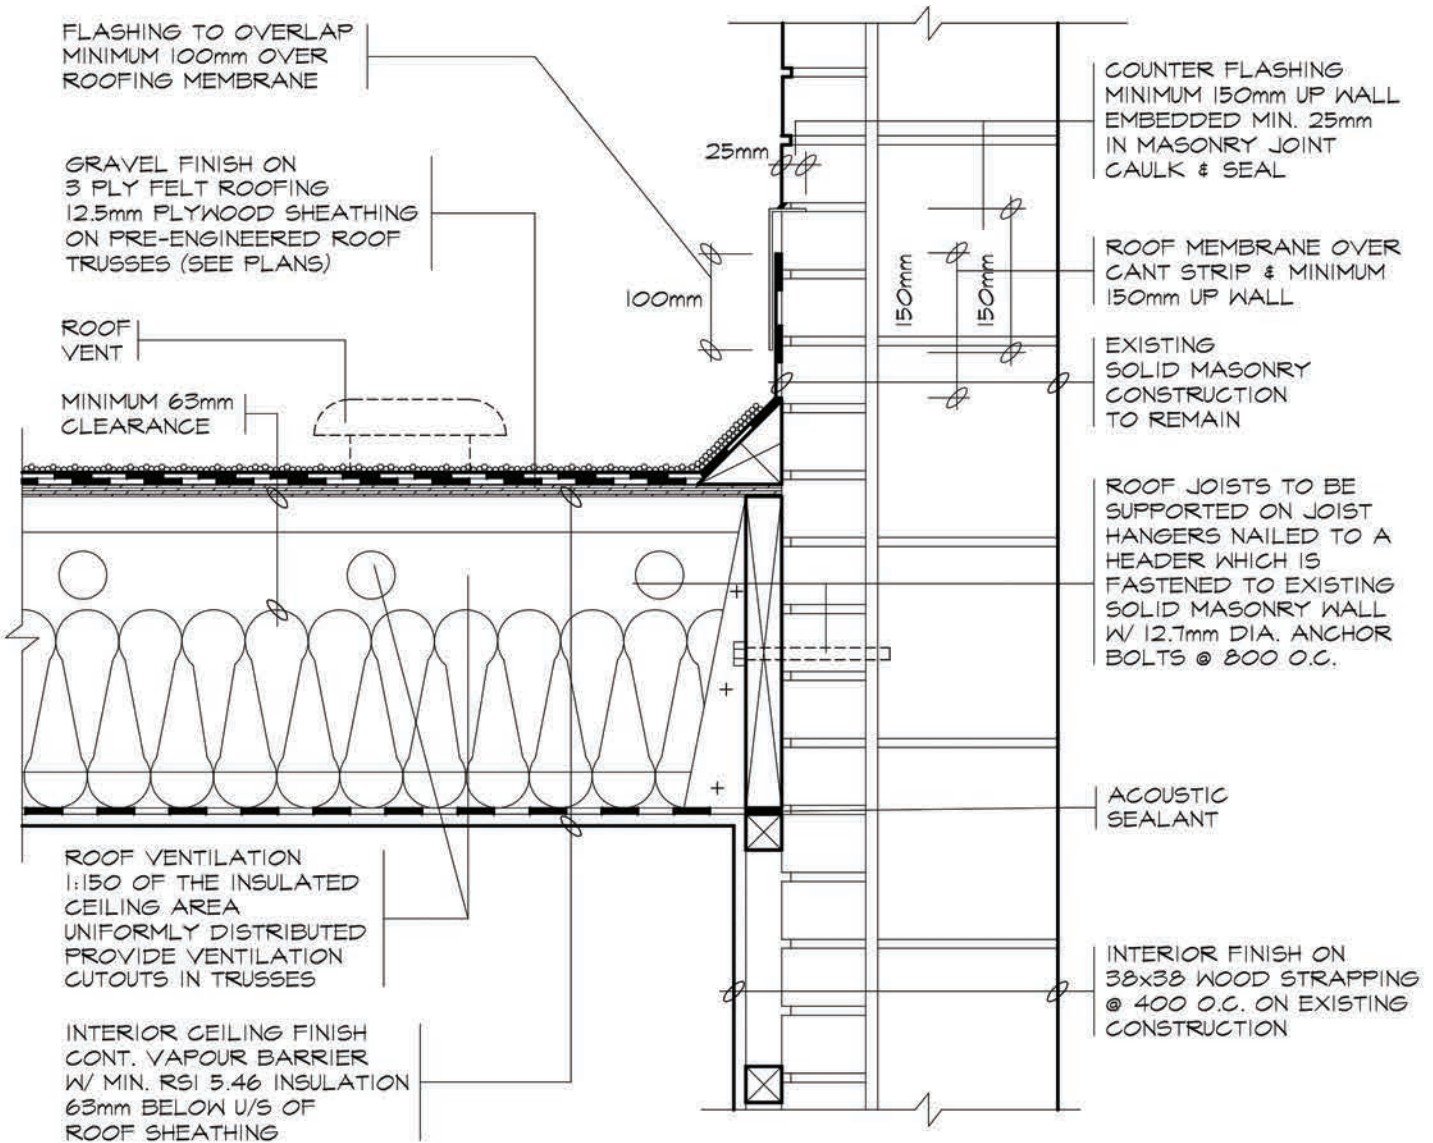 FLASHING TO OVERLAP
MINIMUM 100mm OVER
ROOFING MEMBRANE
GRAVEL FINISH ON
3 PLY FELT ROOFING
12.5mm PLYWOOD SHEATHING
ON PRE-ENGINEERED ROOF
TRUSSES (SEE PLANS)
ROOF
VENT
MINIMUM 63mm
CLEARANCE
25mm
100mm
150mm
150mm
COUNTER FLASHING
MINIMUM 150mm UP WALL
EMBEDDED MIN. 25mm
IN MASONRY JOINT
CAULK & SEAL
ROOF MEMBRANE OVER
CANT STRIP & MINIMUM
150mm UP WALL
EXISTING
SOLID MASONRY
CONSTRUCTION
TO REMAIN
ROOF JOISTS TO BE
SUPPORTED ON JOIST
HANGERS NAILED TO A
HEADER WHICH IS
FASTENED TO EXISTING
SOLID MASONRY WALL
W/ 12.7mm DIA. ANCHOR
BOLTS @ 800 O.C.
ACOUSTIC
SEALANT
ROOF VENTILATION
1:150 OF THE INSULATED
CEILING AREA
UNIFORMLY DISTRIBUTED
PROVIDE VENTILATION
CUTOUTS IN TRUSSES
INTERIOR FINISH ON
38x38 WOOD STRAPPING
@ 400 O.C. ON EXISTING
CONSTRUCTION
INTERIOR CEILING FINISH
CONT. VAPOUR BARRIER
W/ MIN. RSI 5.46 INSULATION
63mm BELOW U/S OF
ROOF SHEATHING